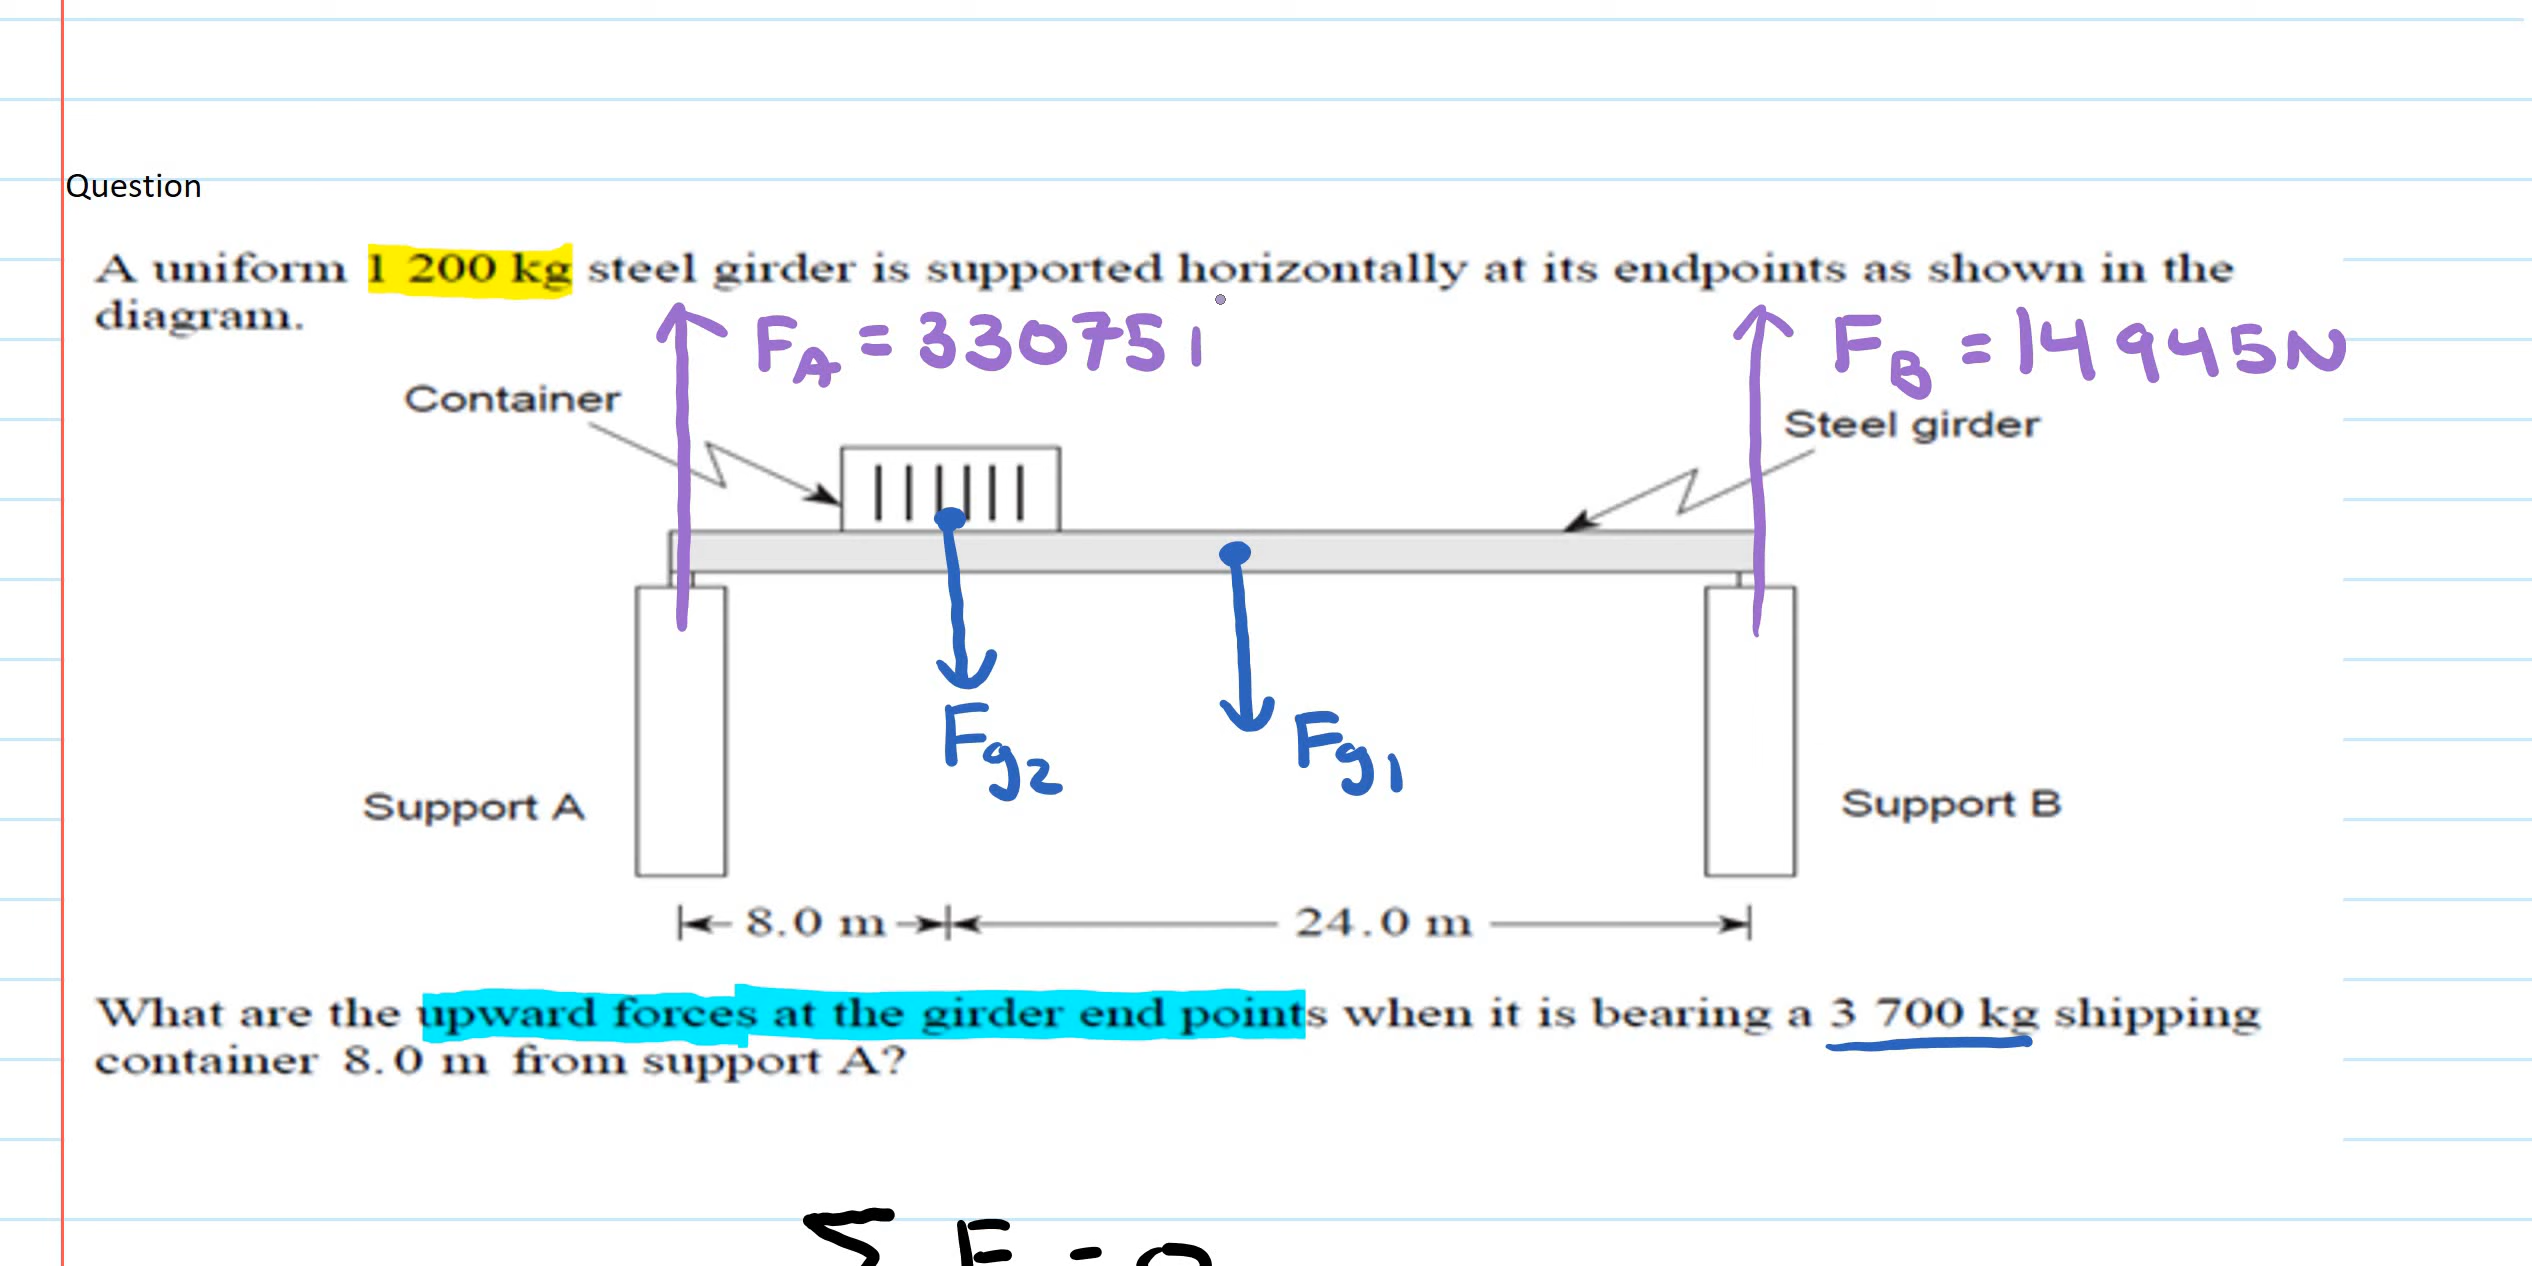 Question
A uniform 1 200 kg steel girder is supported horizontally at its endpoints as shown in the
diagram.
F_A = 33075
F_B = 14945N
Container
Steel girder
F_g2
F_g1
Support A
Support B
8.0 m
24.0 m
What are the upward forces at the girder end points when it is bearing a 3 700 kg shipping
container 8.0 m from support A?
Σ F = 0